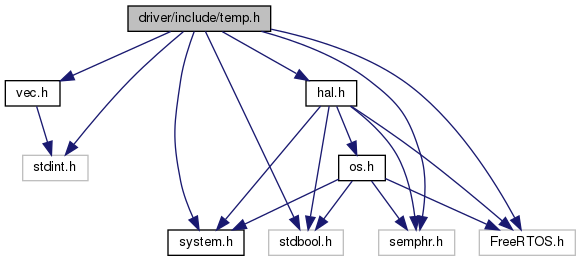 driver/include/temp.h
vec.h
hal.h
stdint.h
os.h
system.h
stdbool.h
semphr.h
FreeRTOS.h